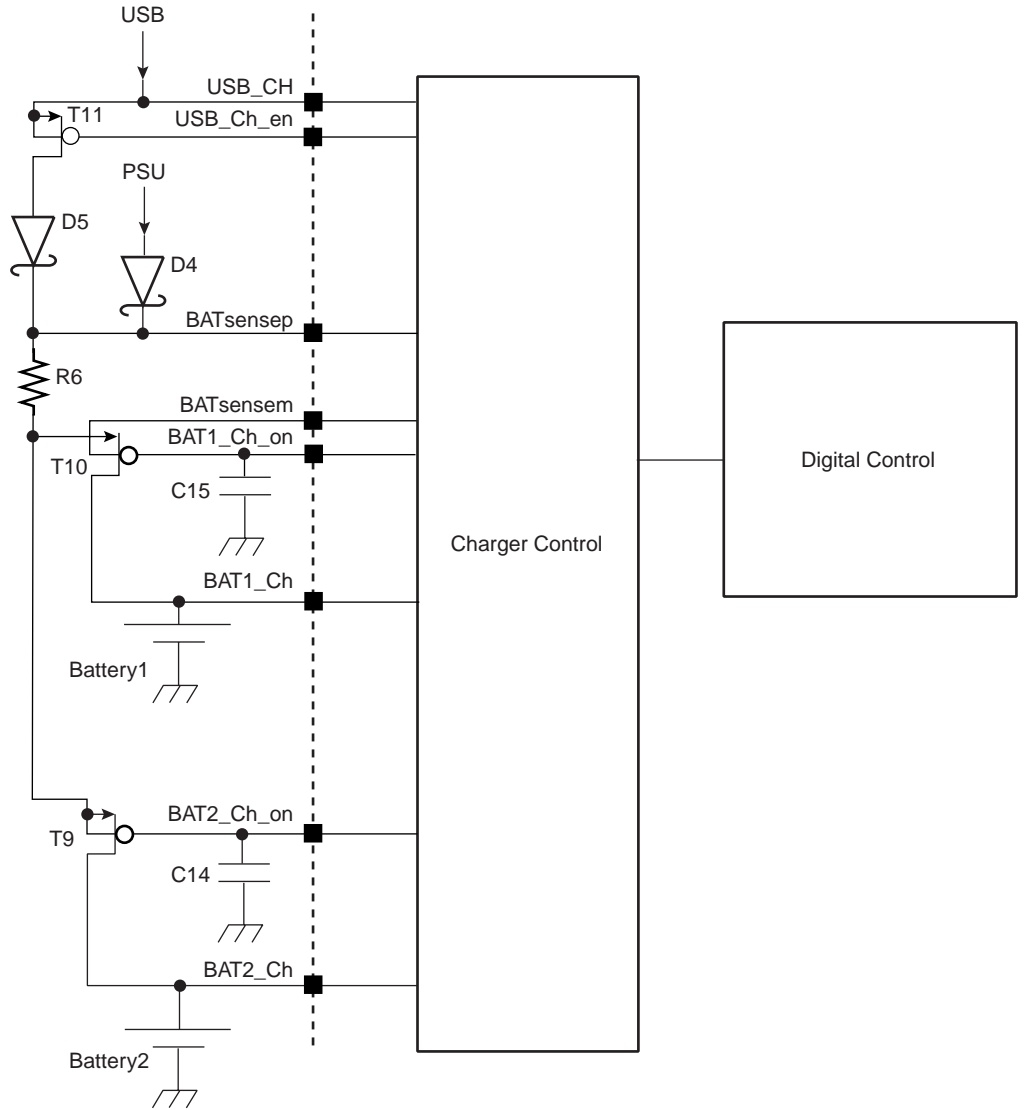 USB
USB_CH
T11
USB_Ch_en
PSU
D5
D4
BATsensep
R6
BATsensem
BAT1_Ch_on
T10
C15
Charger Control
Digital Control
BAT1_Ch
Battery1
BAT2_Ch_on
T9
C14
BAT2_Ch
Battery2